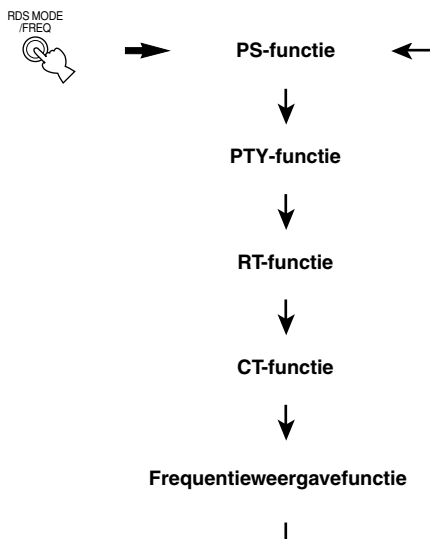 RDS MODE
/FREQ
PS-functie
PTY-functie
RT-functie
CT-functie
Frequentieweergavefunctie